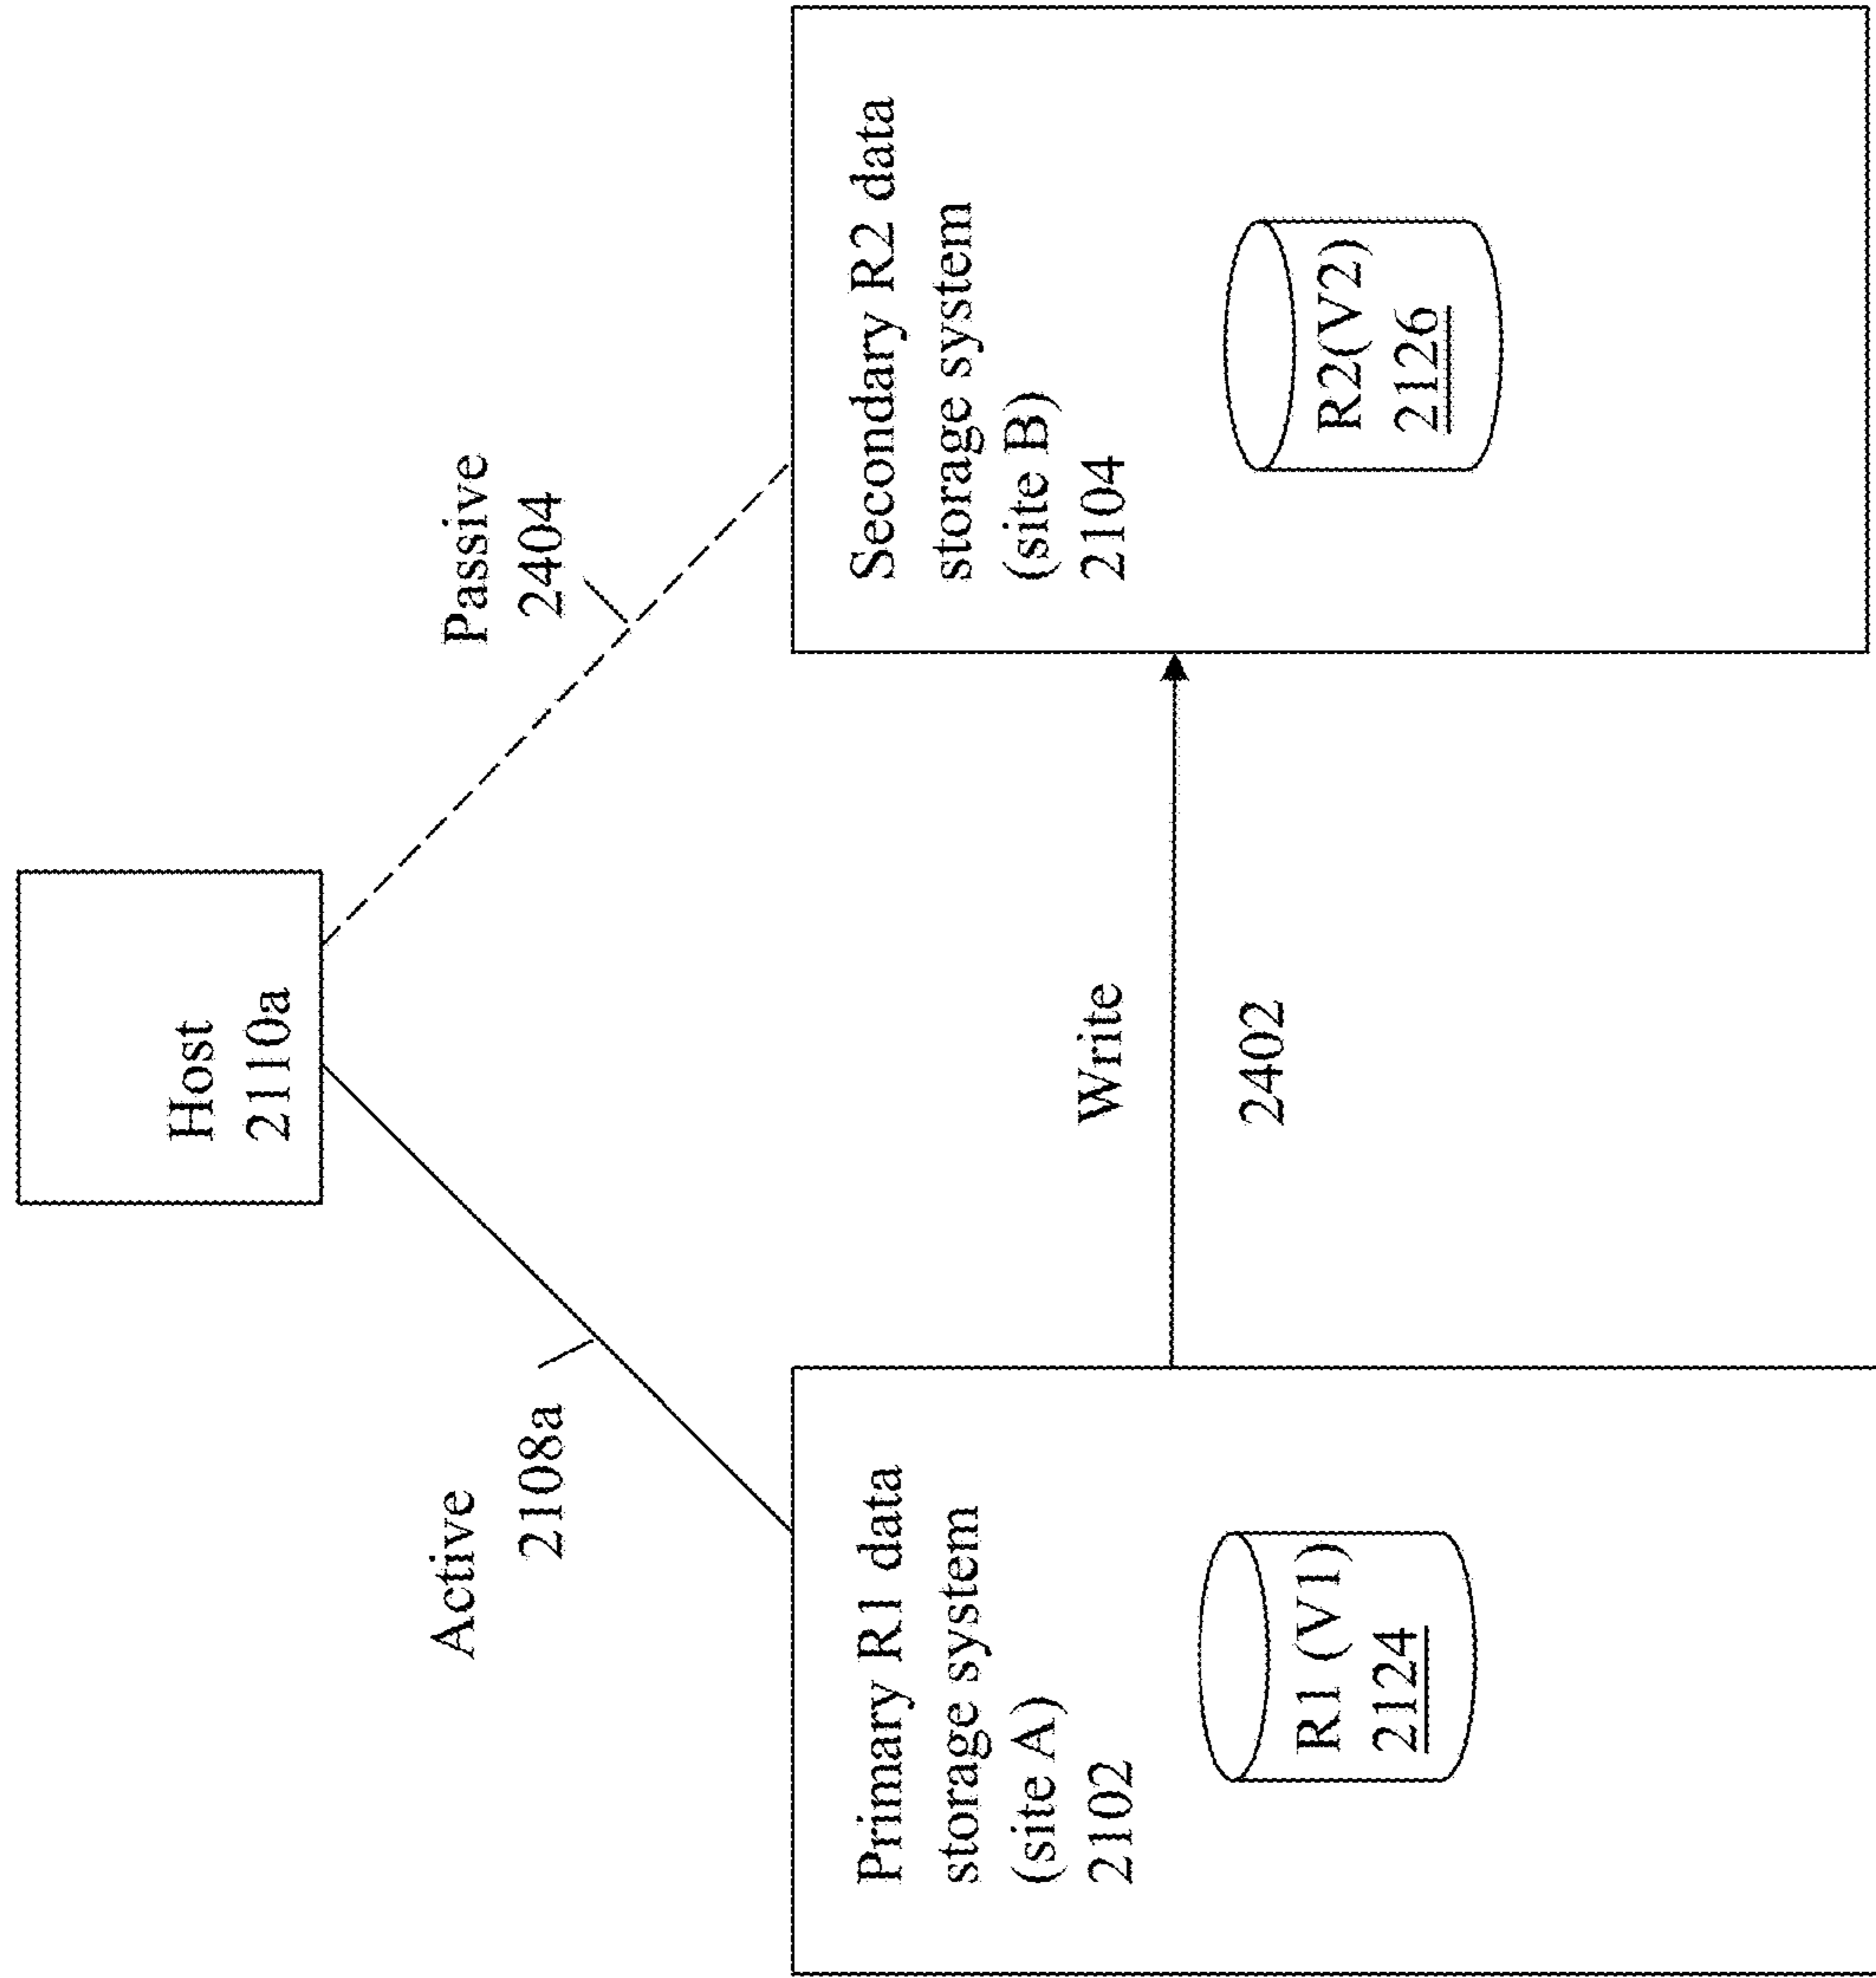 Host
2110a
Active
2108a
Passive
2404
Primary R1 data
storage system
(site A)
2102
R1 (V1)
2124
Write
2402
Secondary R2 data
storage system
(site B)
2104
R2(V2)
2126